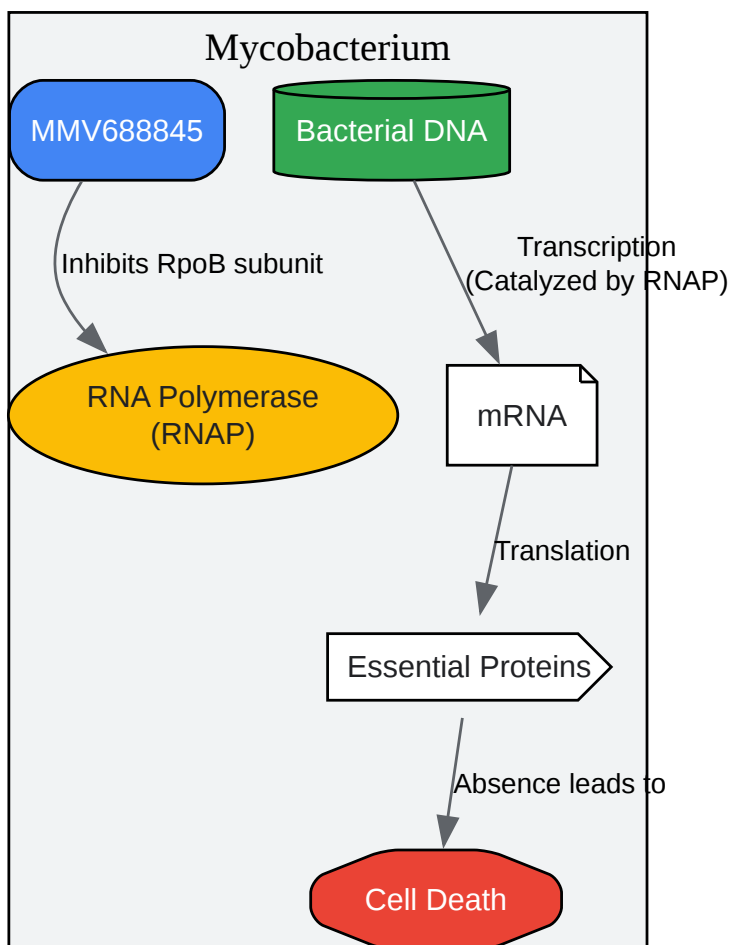 Mycobacterium
MMV688845
Bacterial DNA
Inhibits RpoB subunit
Transcription
(Catalyzed by RNAP)
RNA Polymerase
(RNAP)
mRNA
Translation
Essential Proteins
Absence leads to
Cell Death